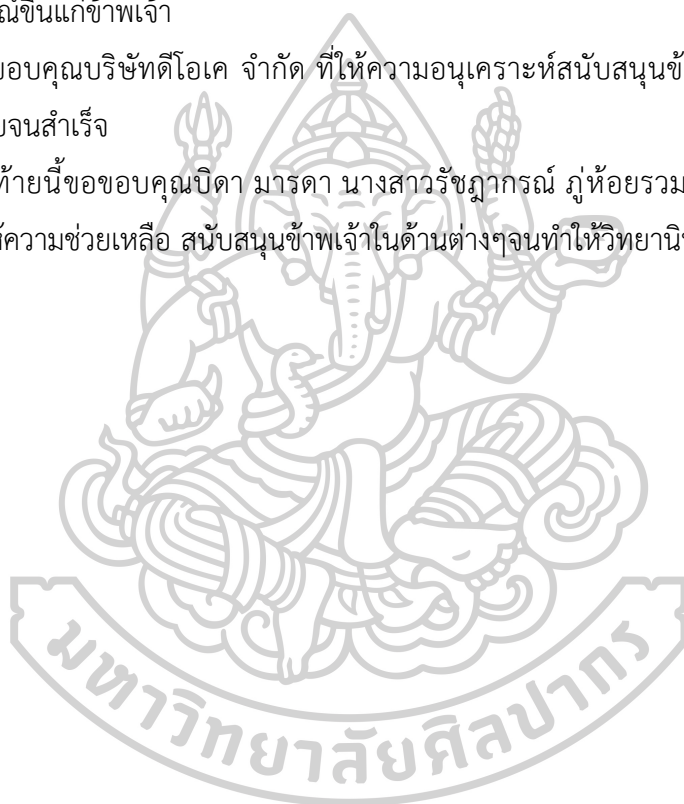 ณ์ขึ้นแก่ข้าพเจ้า
ขอบคุณบริษัทดีโอเค จำกัด ที่ให้ความอนุเคราะห์สนับสนุนข้
บจนสำเร็จ
ท้ายนี้ขอขอบคุณบิดา มารดา นางสาวรัชฎากรณ์ ภู่ห้อยรวม
ห้ความช่วยเหลือ สนับสนุนข้าพเจ้าในด้านต่างๆจนทำให้วิทยานิ
มหาวิทยาลัยศิลปากร